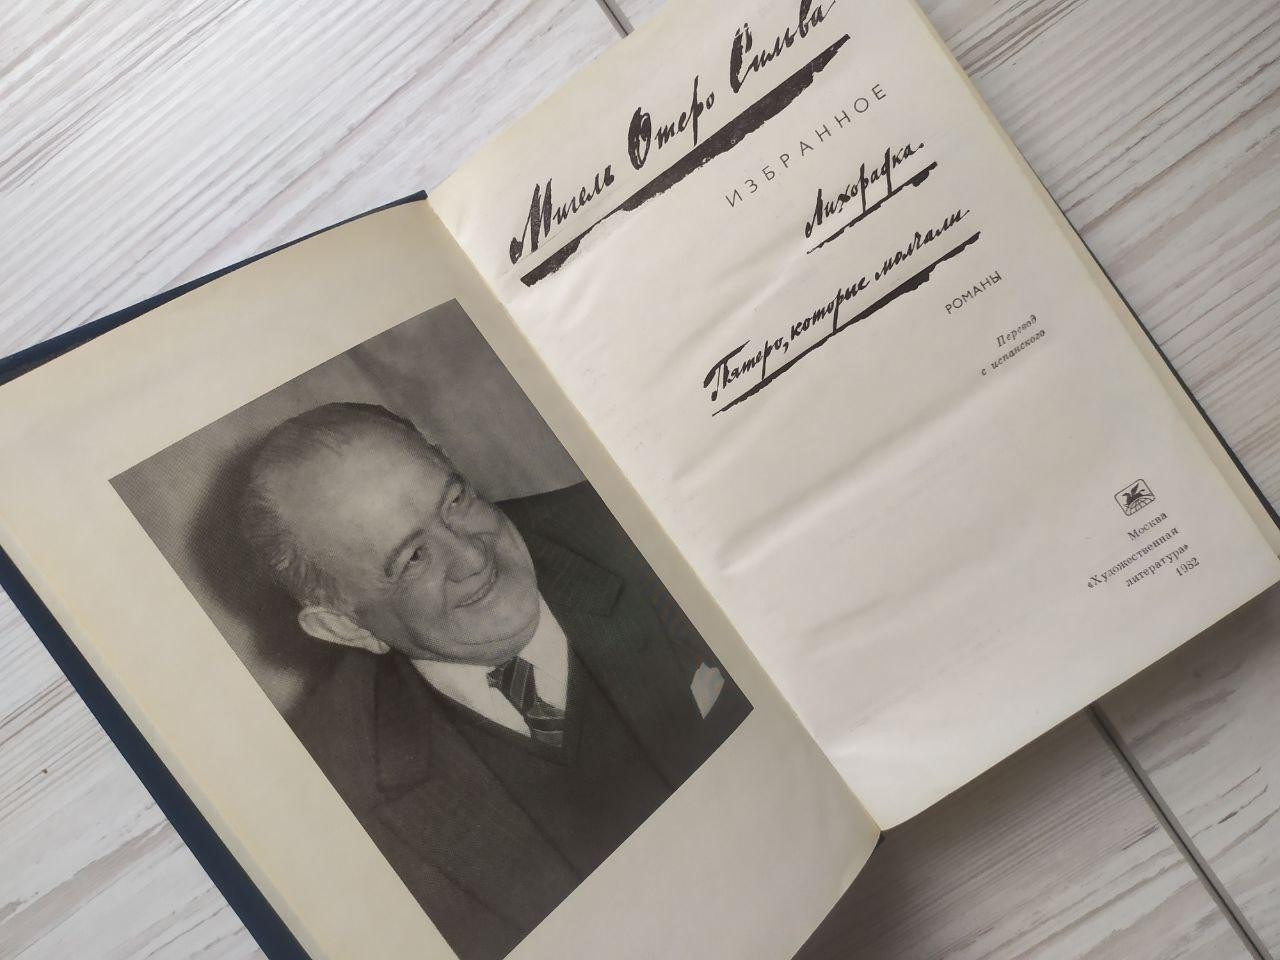 Мигель Отеро Сильва
ИЗБРАННОЕ
Лихорадка.
Пятеро, которые молчали
РОМАНЫ
Перевод
с испанского
Москва
«Художественная
литература»
1982